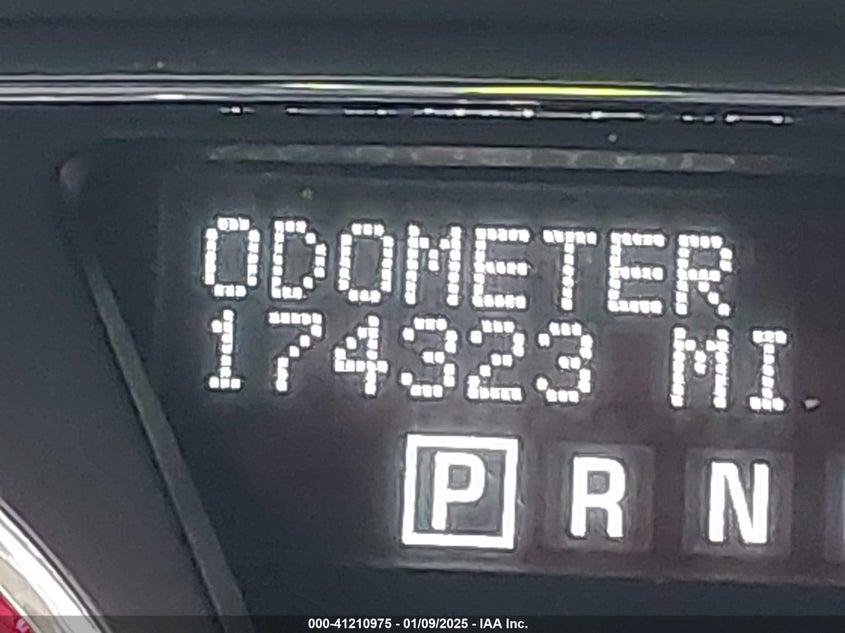 ODOMETER
174323 MI
P R N
000-41210975 - 01/09/2025 - IAA Inc.